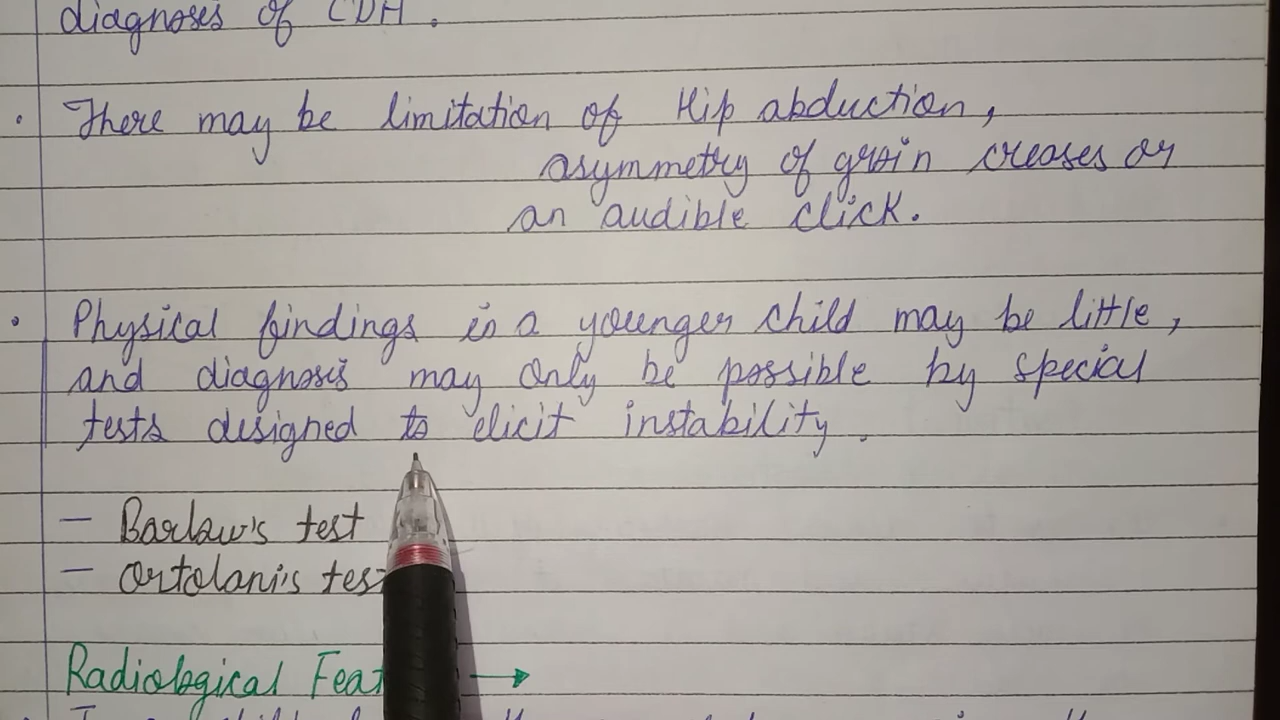 diagnoses of CDH.
• There may be limitation of Hip abduction,
asymmetry of groin creases or
an audible click.
• Physical findings in a younger child may be little,
and diagnosis may only be possible by special
tests designed to elicit instability.
— Barlow's test
— Ortolani's test
Radiological Feat →